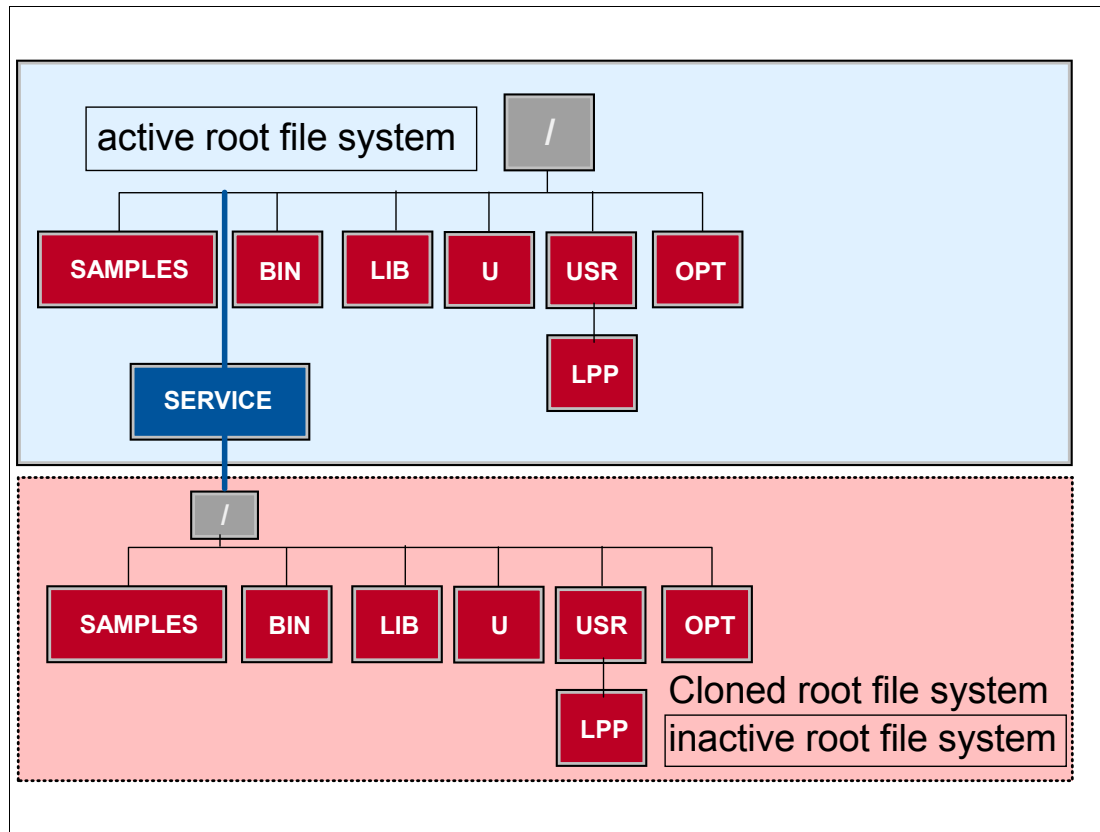 active root file system
/
SAMPLES
BIN
LIB
U
USR
OPT
LPP
SERVICE
/
SAMPLES
BIN
LIB
U
USR
OPT
LPP
Cloned root file system
inactive root file system